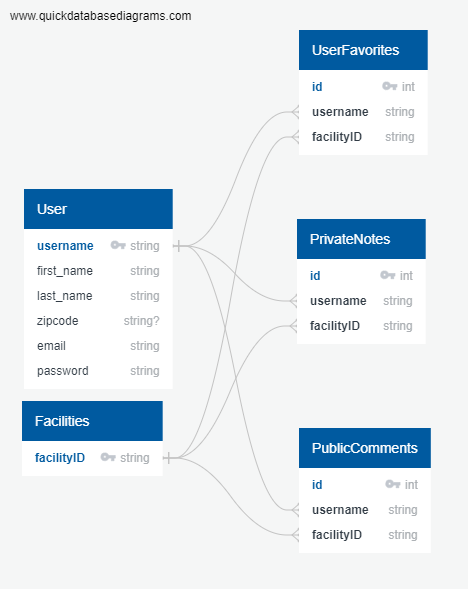 www.quickdatabasediagrams.com
UserFavorites
id int
username string
facilityID string
User
username string
first_name string
last_name string
zipcode string?
email string
password string
PrivateNotes
id int
username string
facilityID string
Facilities
facilityID string
PublicComments
id int
username string
facilityID string